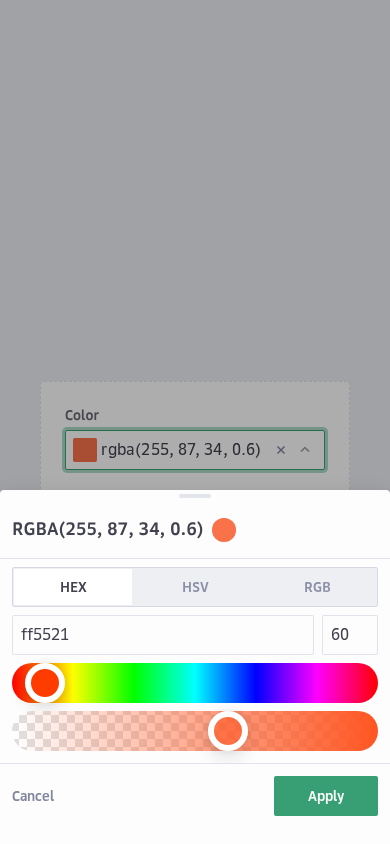 Color
rgba(255, 87, 34, 0.6)
RGBA(255, 87, 34, 0.6)
HEX HSV RGB
ff5521 60
Cancel Apply